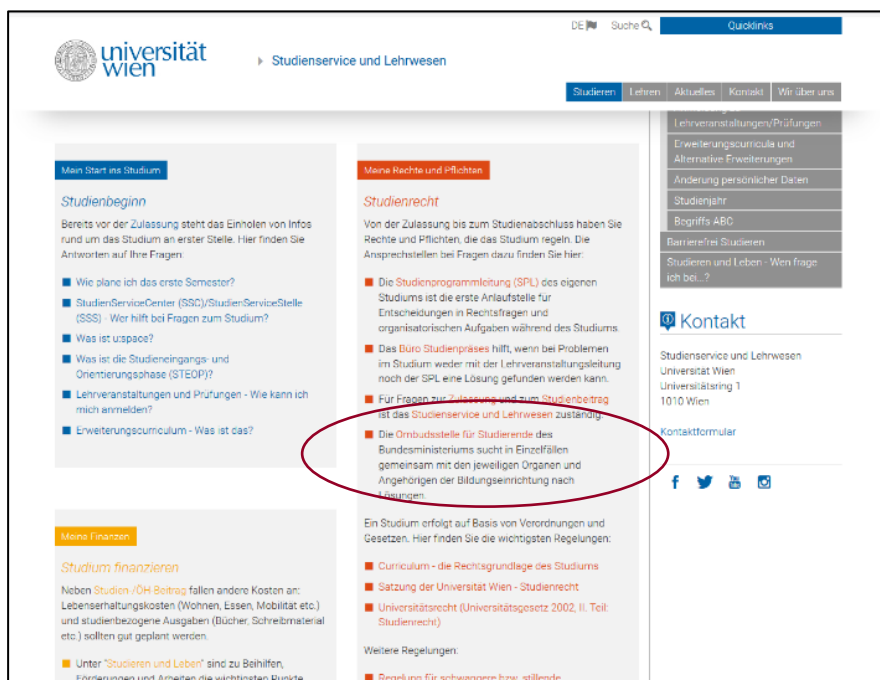 DE Suche Quicklinks
universität
wien
Studienservice und Lehrwesen
Studieren Lehren Aktuelles Kontakt Wir über uns
Lehrveranstaltungen/Prüfungen
Erweiterungscurricula und
Alternative Erweiterungen
Änderung persönlicher Daten
Studienjahr
Begriffs ABC
Barrierefrei Studieren
Studieren und Leben - Wen frage
ich bei...?
Kontakt
Studienservice und Lehrwesen
Universität Wien
Universitätsring 1
1010 Wien
Kontaktformular
Mein Start ins Studium
Studienbeginn
Bereits vor der Zulassung steht das Einholen von Infos
rund um das Studium an erster Stelle. Hier finden Sie
Antworten auf Ihre Fragen:
Wie plane ich das erste Semester?
StudienServiceCenter (SSC)/StudienServiceStelle
(SSS) - Wer hilft bei Fragen zum Studium?
Was ist u:space?
Was ist die Studieneingangs- und
Orientierungsphase (STEOP)?
Lehrveranstaltungen und Prüfungen - Wie kann ich
mich anmelden?
Erweiterungscurriculum - Was ist das?
Meine Finanzen
Studium finanzieren
Neben Studien-/ÖH-Beitrag fallen andere Kosten an:
Lebenserhaltungskosten (Wohnen, Essen, Mobilität etc.)
und studienbezogene Ausgaben (Bücher, Schreibmaterial
etc.) sollten gut geplant werden.
Unter "Studieren und Leben" sind zu Beihilfen,
Förderungen und Arbeiten die wichtigsten Punkte
Meine Rechte und Pflichten
Studienrecht
Von der Zulassung bis zum Studienabschluss haben Sie
Rechte und Pflichten, die das Studium regeln. Die
Ansprechstellen bei Fragen dazu finden Sie hier:
Die Studienprogrammleitung (SPL) des eigenen
Studiums ist die erste Anlaufstelle für
Entscheidungen in Rechtsfragen und
organisatorischen Aufgaben während des Studiums.
Das Büro Studienpräses hilft, wenn bei Problemen
im Studium weder mit der Lehrveranstaltungsleitung
noch der SPL eine Lösung gefunden werden kann.
Für Fragen zur Zulassung und zum Studienbeitrag
ist das Studienservice und Lehrwesen zuständig.
Die Ombudsstelle für Studierende des
Bundesministeriums sucht in Einzelfällen
gemeinsam mit den jeweiligen Organen und
Angehörigen der Bildungseinrichtung nach
Lösungen.
Ein Studium erfolgt auf Basis von Verordnungen und
Gesetzen. Hier finden Sie die wichtigsten Regelungen:
Curriculum - die Rechtsgrundlage des Studiums
Satzung der Universität Wien - Studienrecht
Universitätsrecht (Universitätsgesetz 2002, II. Teil:
Studienrecht)
Weitere Regelungen:
Regelung für schwangere bzw. stillende